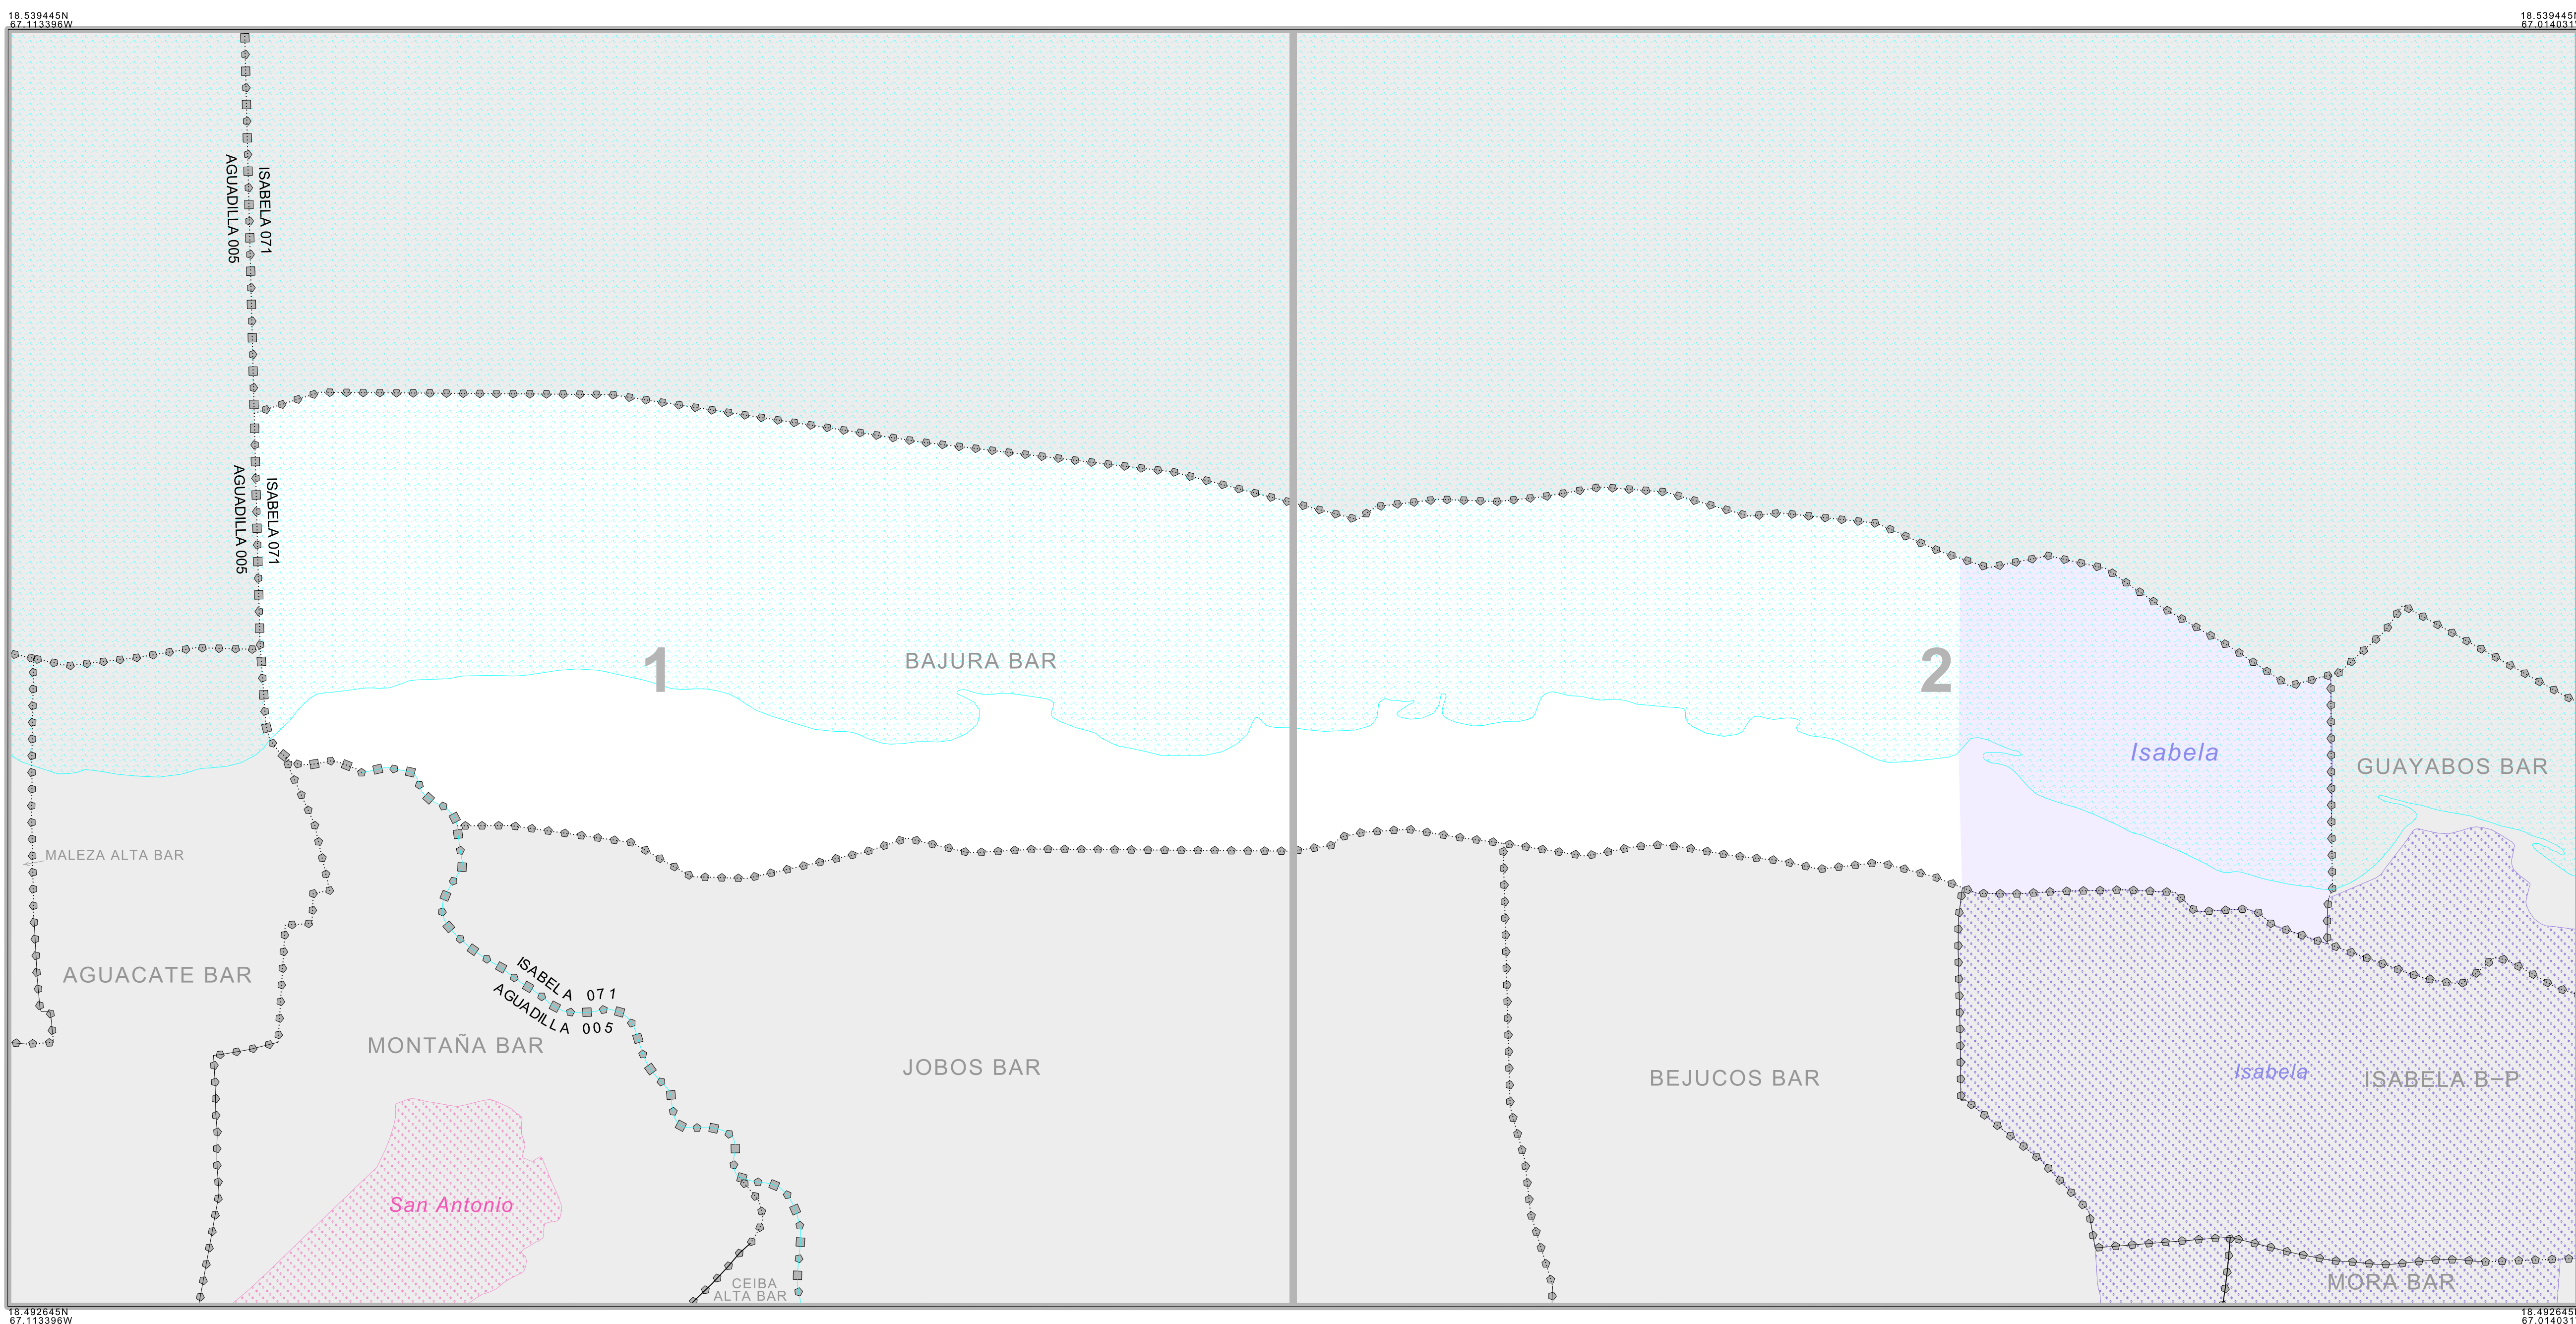 18.539445N
67.113396W
18.539445N
67.014031W
ISABELA 071
AGUADILLA 005
ISABELA 071
AGUADILLA 005
1
BAJURA BAR
2
Isabela
GUAYABOS BAR
MALEZA ALTA BAR
AGUACATE BAR
ISABELA 071
AGUADILLA 005
MONTAÑA BAR
JOBOS BAR
BEJUCOS BAR
Isabela
ISABELA B-P
San Antonio
CEIBA
ALTA BAR
MORA BAR
18.492645N
67.113396W
18.492645N
67.014031